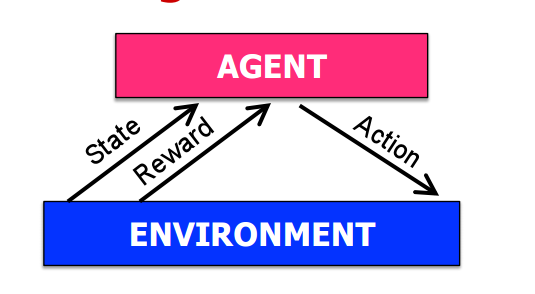 AGENT
State
Reward
Action
ENVIRONMENT